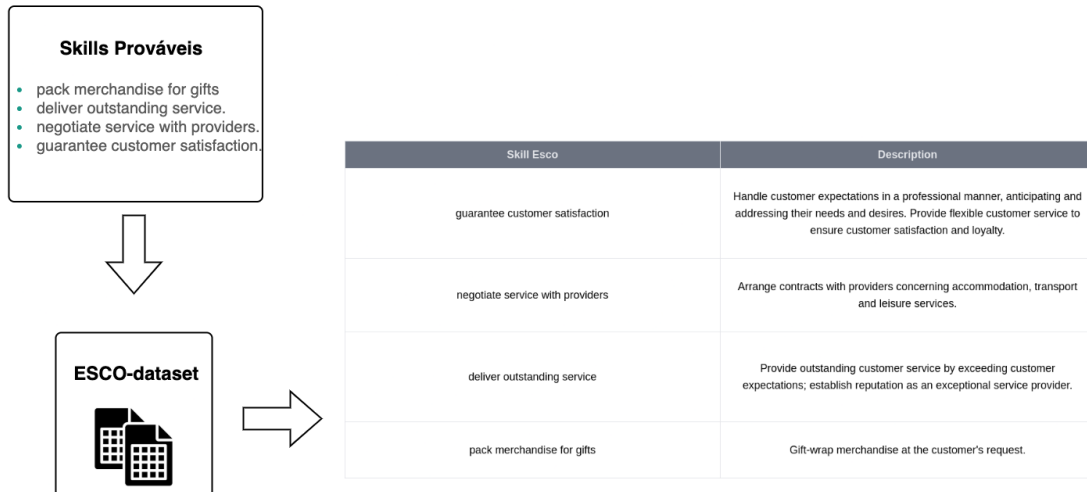 Skills Prováveis
pack merchandise for gifts
deliver outstanding service.
negotiate service with providers.
guarantee customer satisfaction.
ESCO-dataset
Skill Esco
Description
guarantee customer satisfaction
Handle customer expectations in a professional manner, anticipating and
addressing their needs and desires. Provide flexible customer service to
ensure customer satisfaction and loyalty.
negotiate service with providers
Arrange contracts with providers concerning accommodation, transport
and leisure services.
deliver outstanding service
Provide outstanding customer service by exceeding customer
expectations; establish reputation as an exceptional service provider.
pack merchandise for gifts
Gift-wrap merchandise at the customer's request.